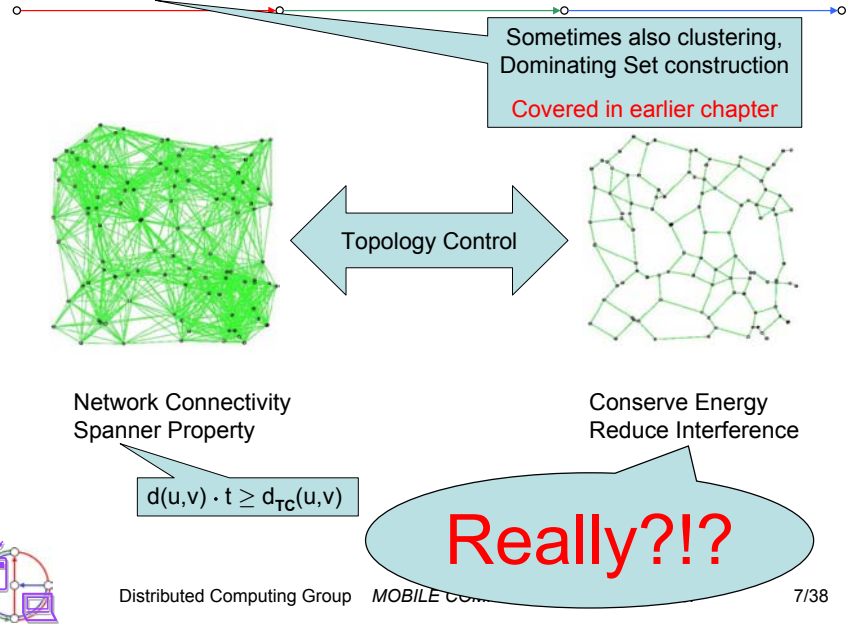 Sometimes also clustering,
Dominating Set construction
Covered in earlier chapter
Topology Control
Network Connectivity
Spanner Property
Conserve Energy
Reduce Interference
d(u,v) · t ≥ d_TC(u,v)
Really?!?
Distributed Computing Group MOBILE 7/38